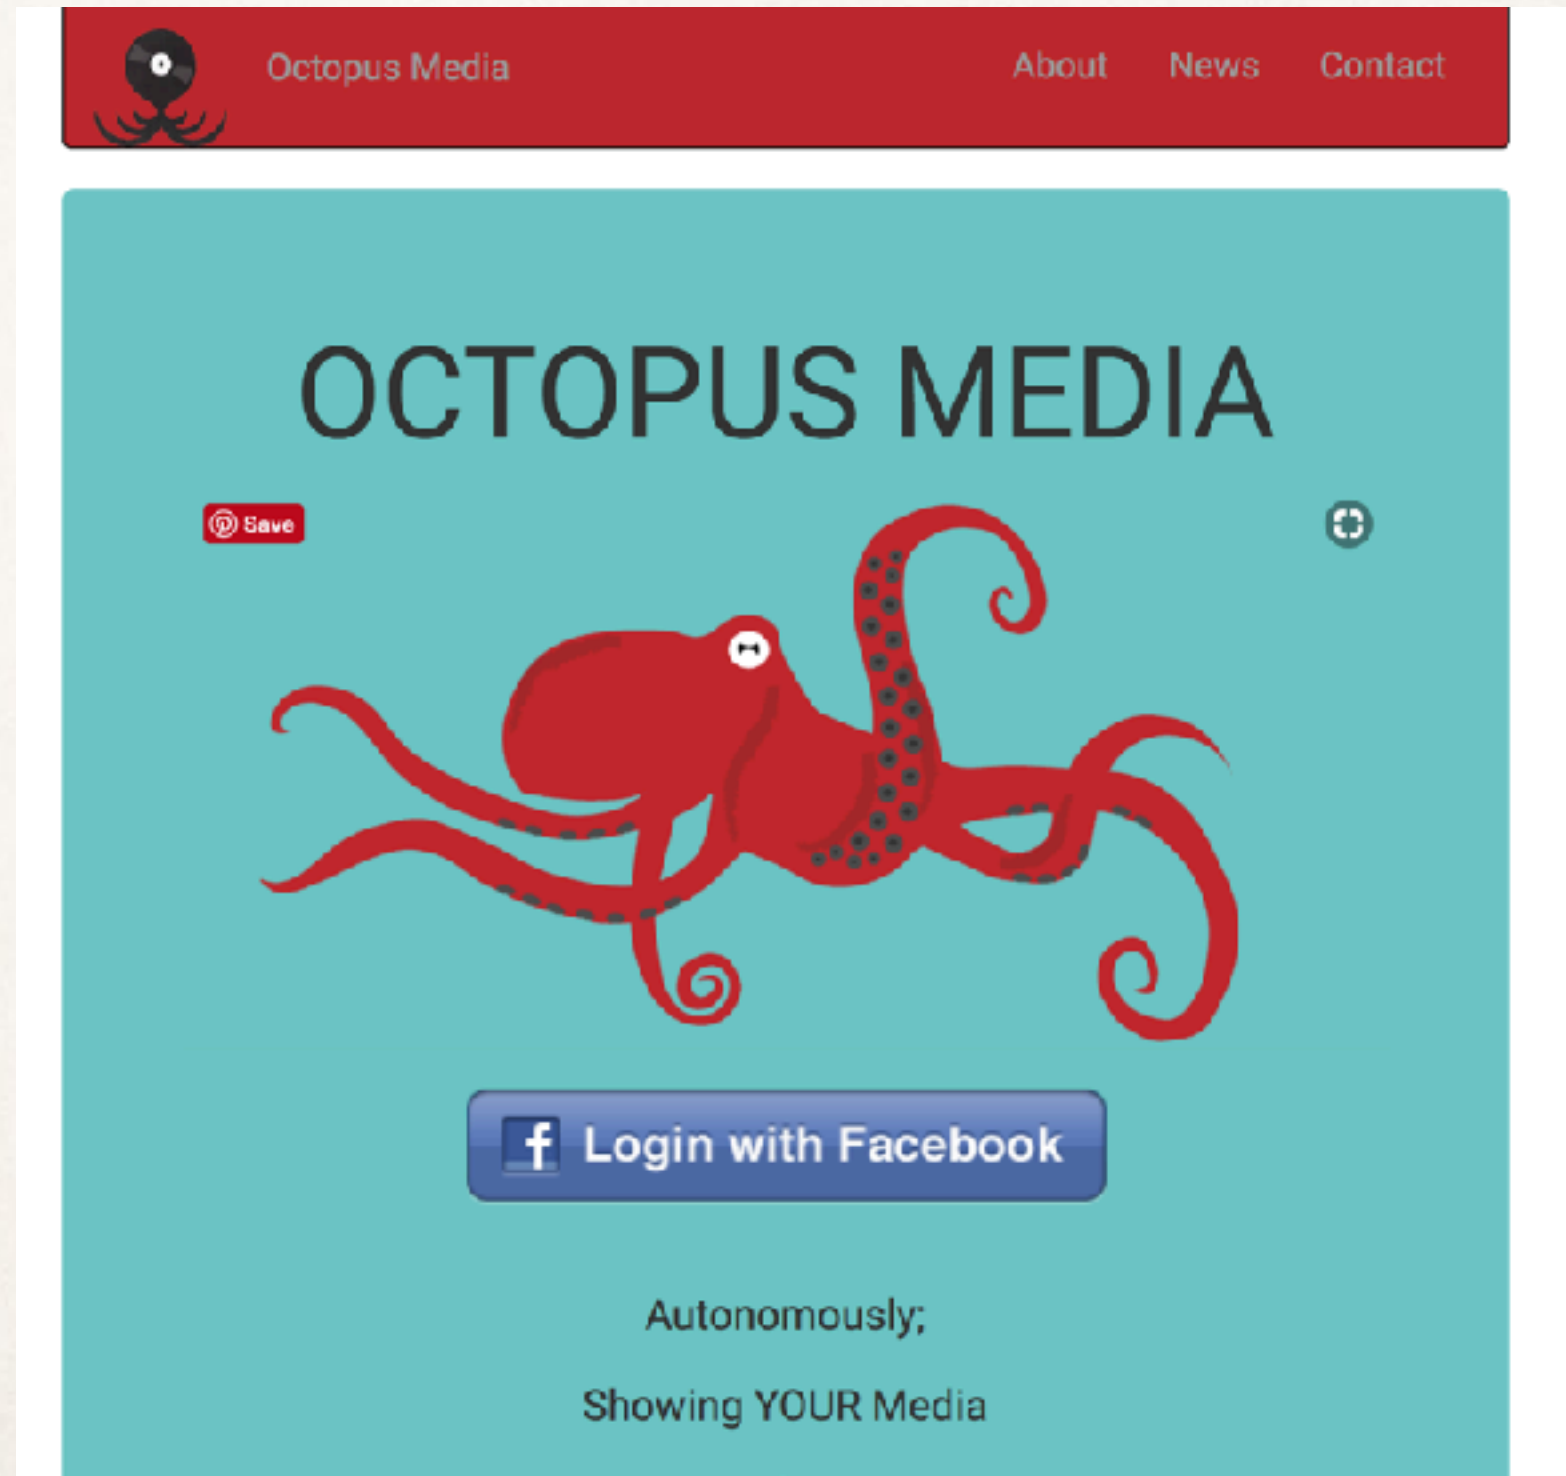 Octopus Media About News Contact
OCTOPUS MEDIA
Save
Login with Facebook
Autonomously;
Showing YOUR Media